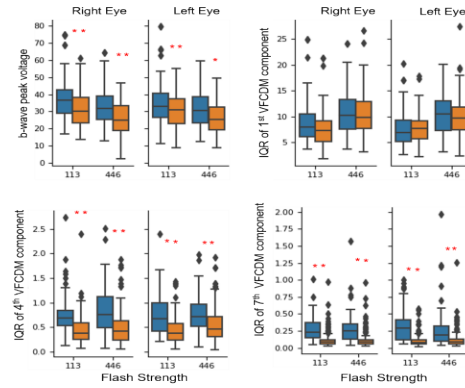 Right Eye Left Eye
b-wave peak voltage
80
70
60
50
40
30
20
10
0
** ** ** *
113 446 113 446
Right Eye Left Eye
IQR of 1st VFCDM component
25
20
15
10
5
113 446 113 446
IQR of 4th VFCDM component
2.5
2.0
1.5
1.0
0.5
0.0
** ** ** **
113 446 113 446
Flash Strength
IQR of 7th VFCDM component
2.00
1.75
1.50
1.25
1.00
0.75
0.50
0.25
0.00
** ** ** **
113 446 113 446
Flash Strength